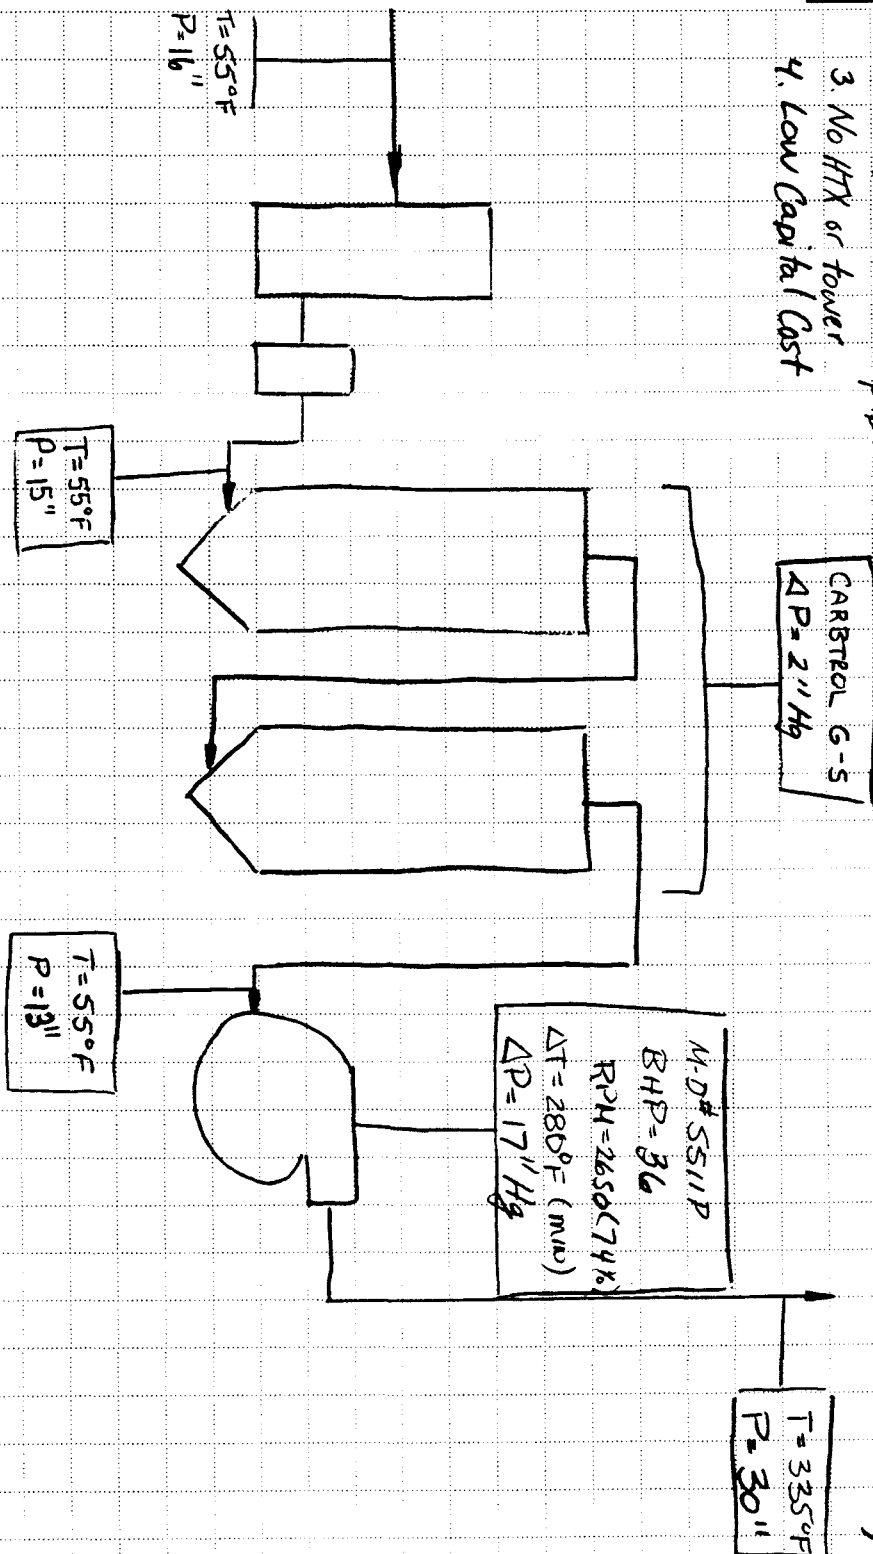 3. No HTX or tower
4. Low Capital Cost
T=55°F
P=16"
T=55°F
P=15"
CARBTROL G-5
ΔP=2"Hg
T=55°F
P=13"
M-D# 5511P
BHP=36
RPM=2650(74%)
ΔT=280°F (min)
ΔP=17"Hg
T=335°F
P=30"